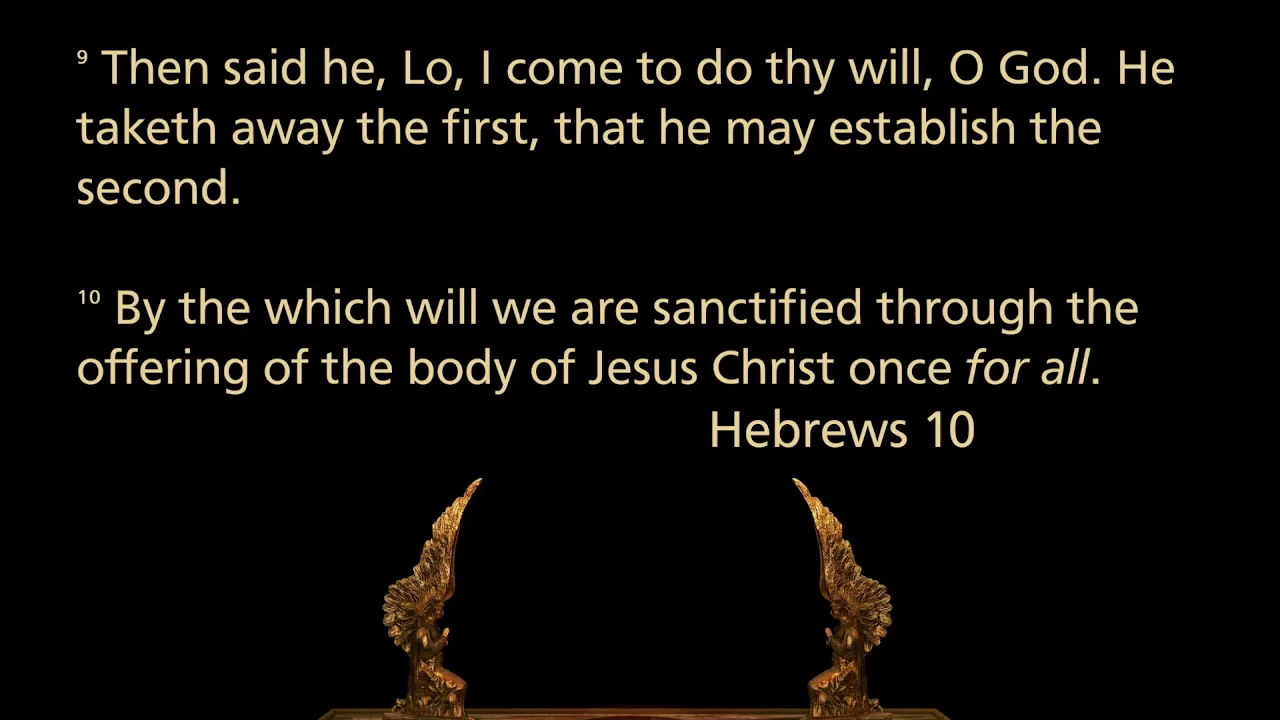 9 Then said he, Lo, I come to do thy will, O God. He
taketh away the first, that he may establish the
second.
10 By the which will we are sanctified through the
offering of the body of Jesus Christ once for all.
Hebrews 10